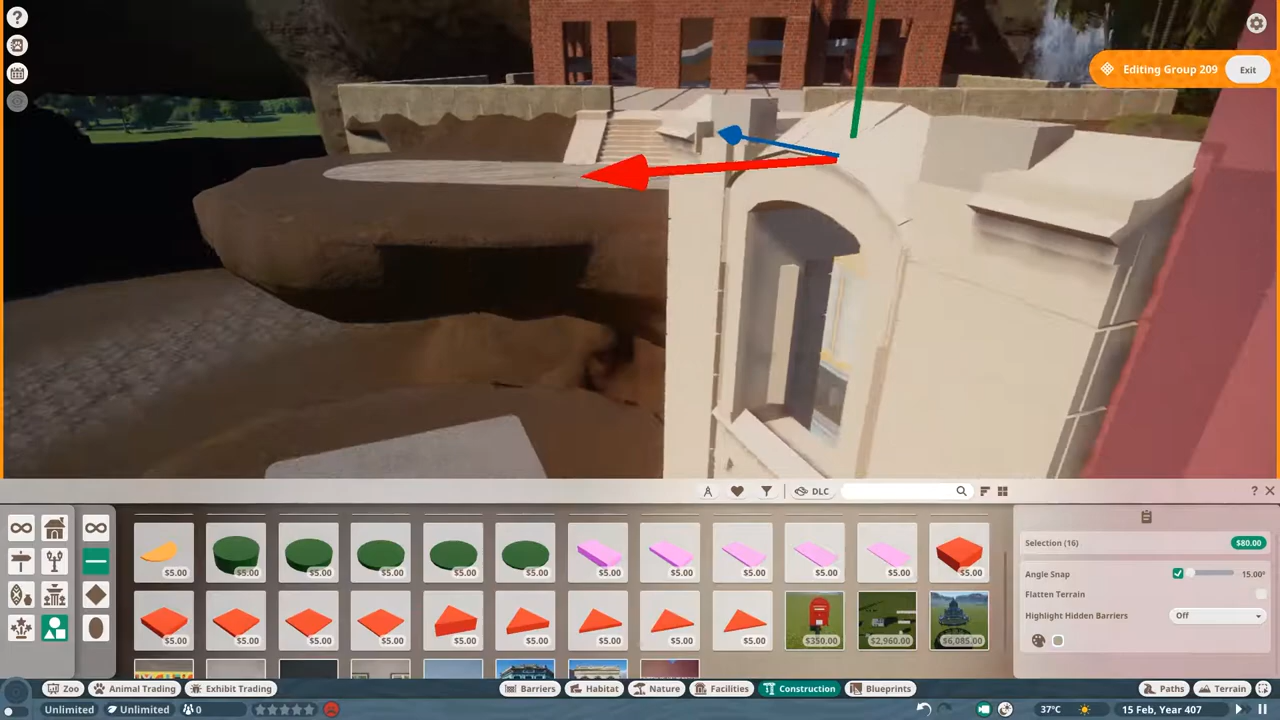 ?
Editing Group 209 Exit
DLC
? ×
$5.00 $5.00 $5.00 $5.00 $5.00 $5.00 $5.00 $5.00 $5.00 $5.00 $5.00 $5.00
$5.00 $5.00 $5.00 $5.00 $5.00 $5.00 $5.00 $5.00 $5.00 $350.00 $2,960.00 $6,085.00
Selection (16) $80.00
Angle Snap 15.00°
Flatten Terrain
Highlight Hidden Barriers Off
Zoo Animal Trading Exhibit Trading Barriers Habitat Nature Facilities Construction Blueprints Paths Terrain
Unlimited Unlimited 0 37°C 15 Feb, Year 407